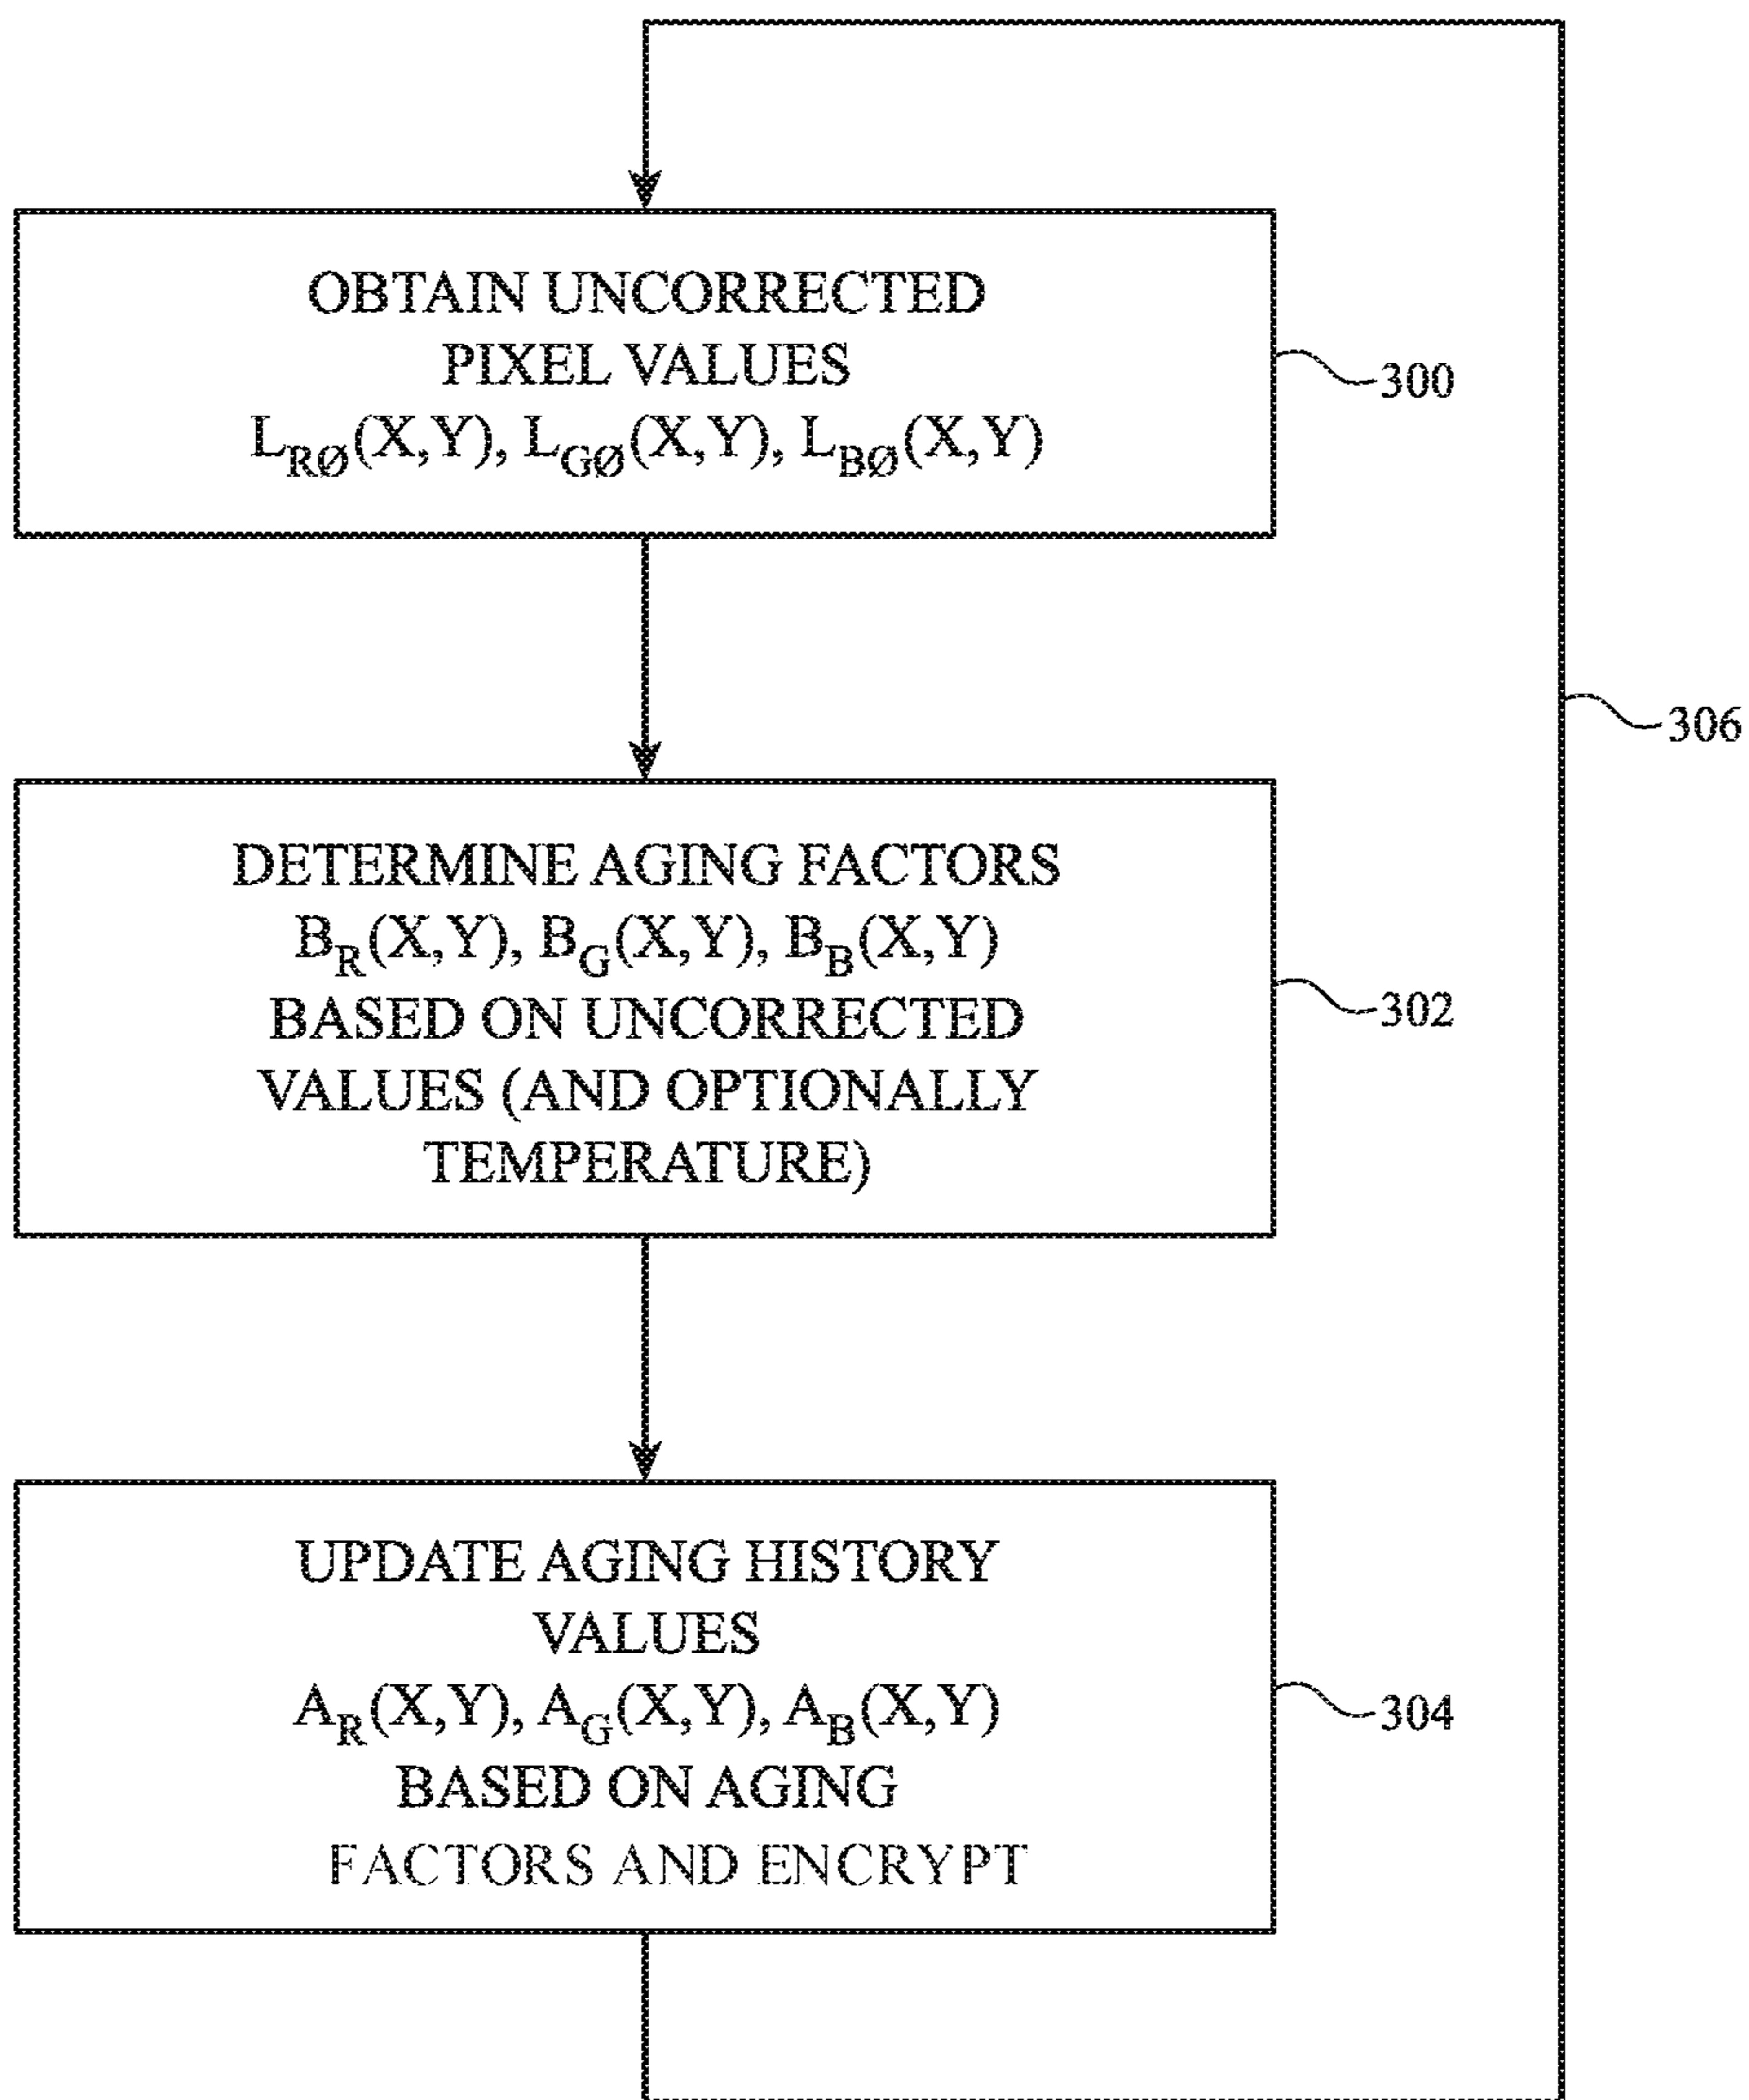 OBTAIN UNCORRECTED
PIXEL VALUES
L_RØ(X,Y), L_GØ(X,Y), L_BØ(X,Y)
300
306
DETERMINE AGING FACTORS
B_R(X,Y), B_G(X,Y), B_B(X,Y)
BASED ON UNCORRECTED
VALUES (AND OPTIONALLY
TEMPERATURE)
302
UPDATE AGING HISTORY
VALUES
A_R(X,Y), A_G(X,Y), A_B(X,Y)
BASED ON AGING
FACTORS AND ENCRYPT
304